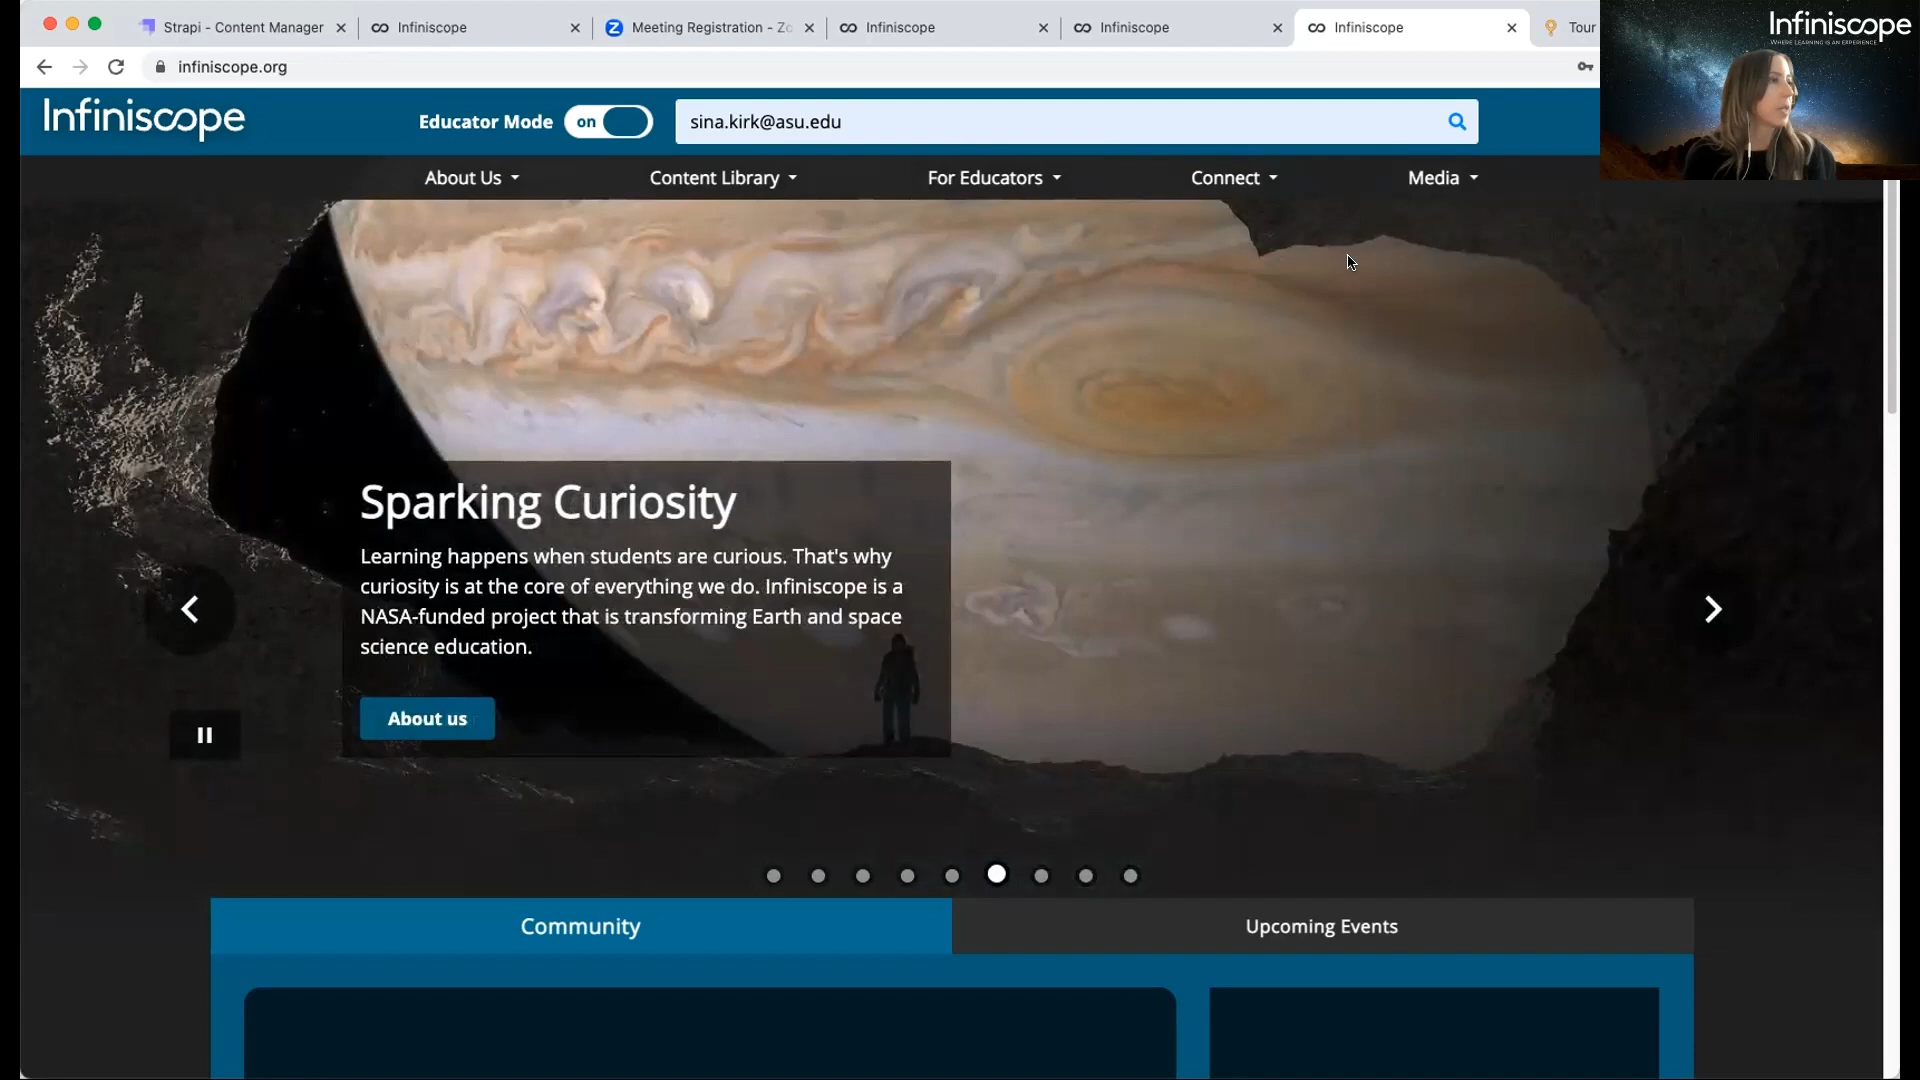 Strapi - Content Manager
Infiniscope
Meeting Registration - Zo
Infiniscope
Infiniscope
Infiniscope
Tour
infiniscope.org
Infiniscope
WHERE LEARNING IS AN EXPERIENCE
Infiniscope
Educator Mode
on
sina.kirk@asu.edu
About Us
Content Library
For Educators
Connect
Media
Sparking Curiosity
Learning happens when students are curious. That's why
curiosity is at the core of everything we do. Infiniscope is a
NASA-funded project that is transforming Earth and space
science education.
About us
Community
Upcoming Events